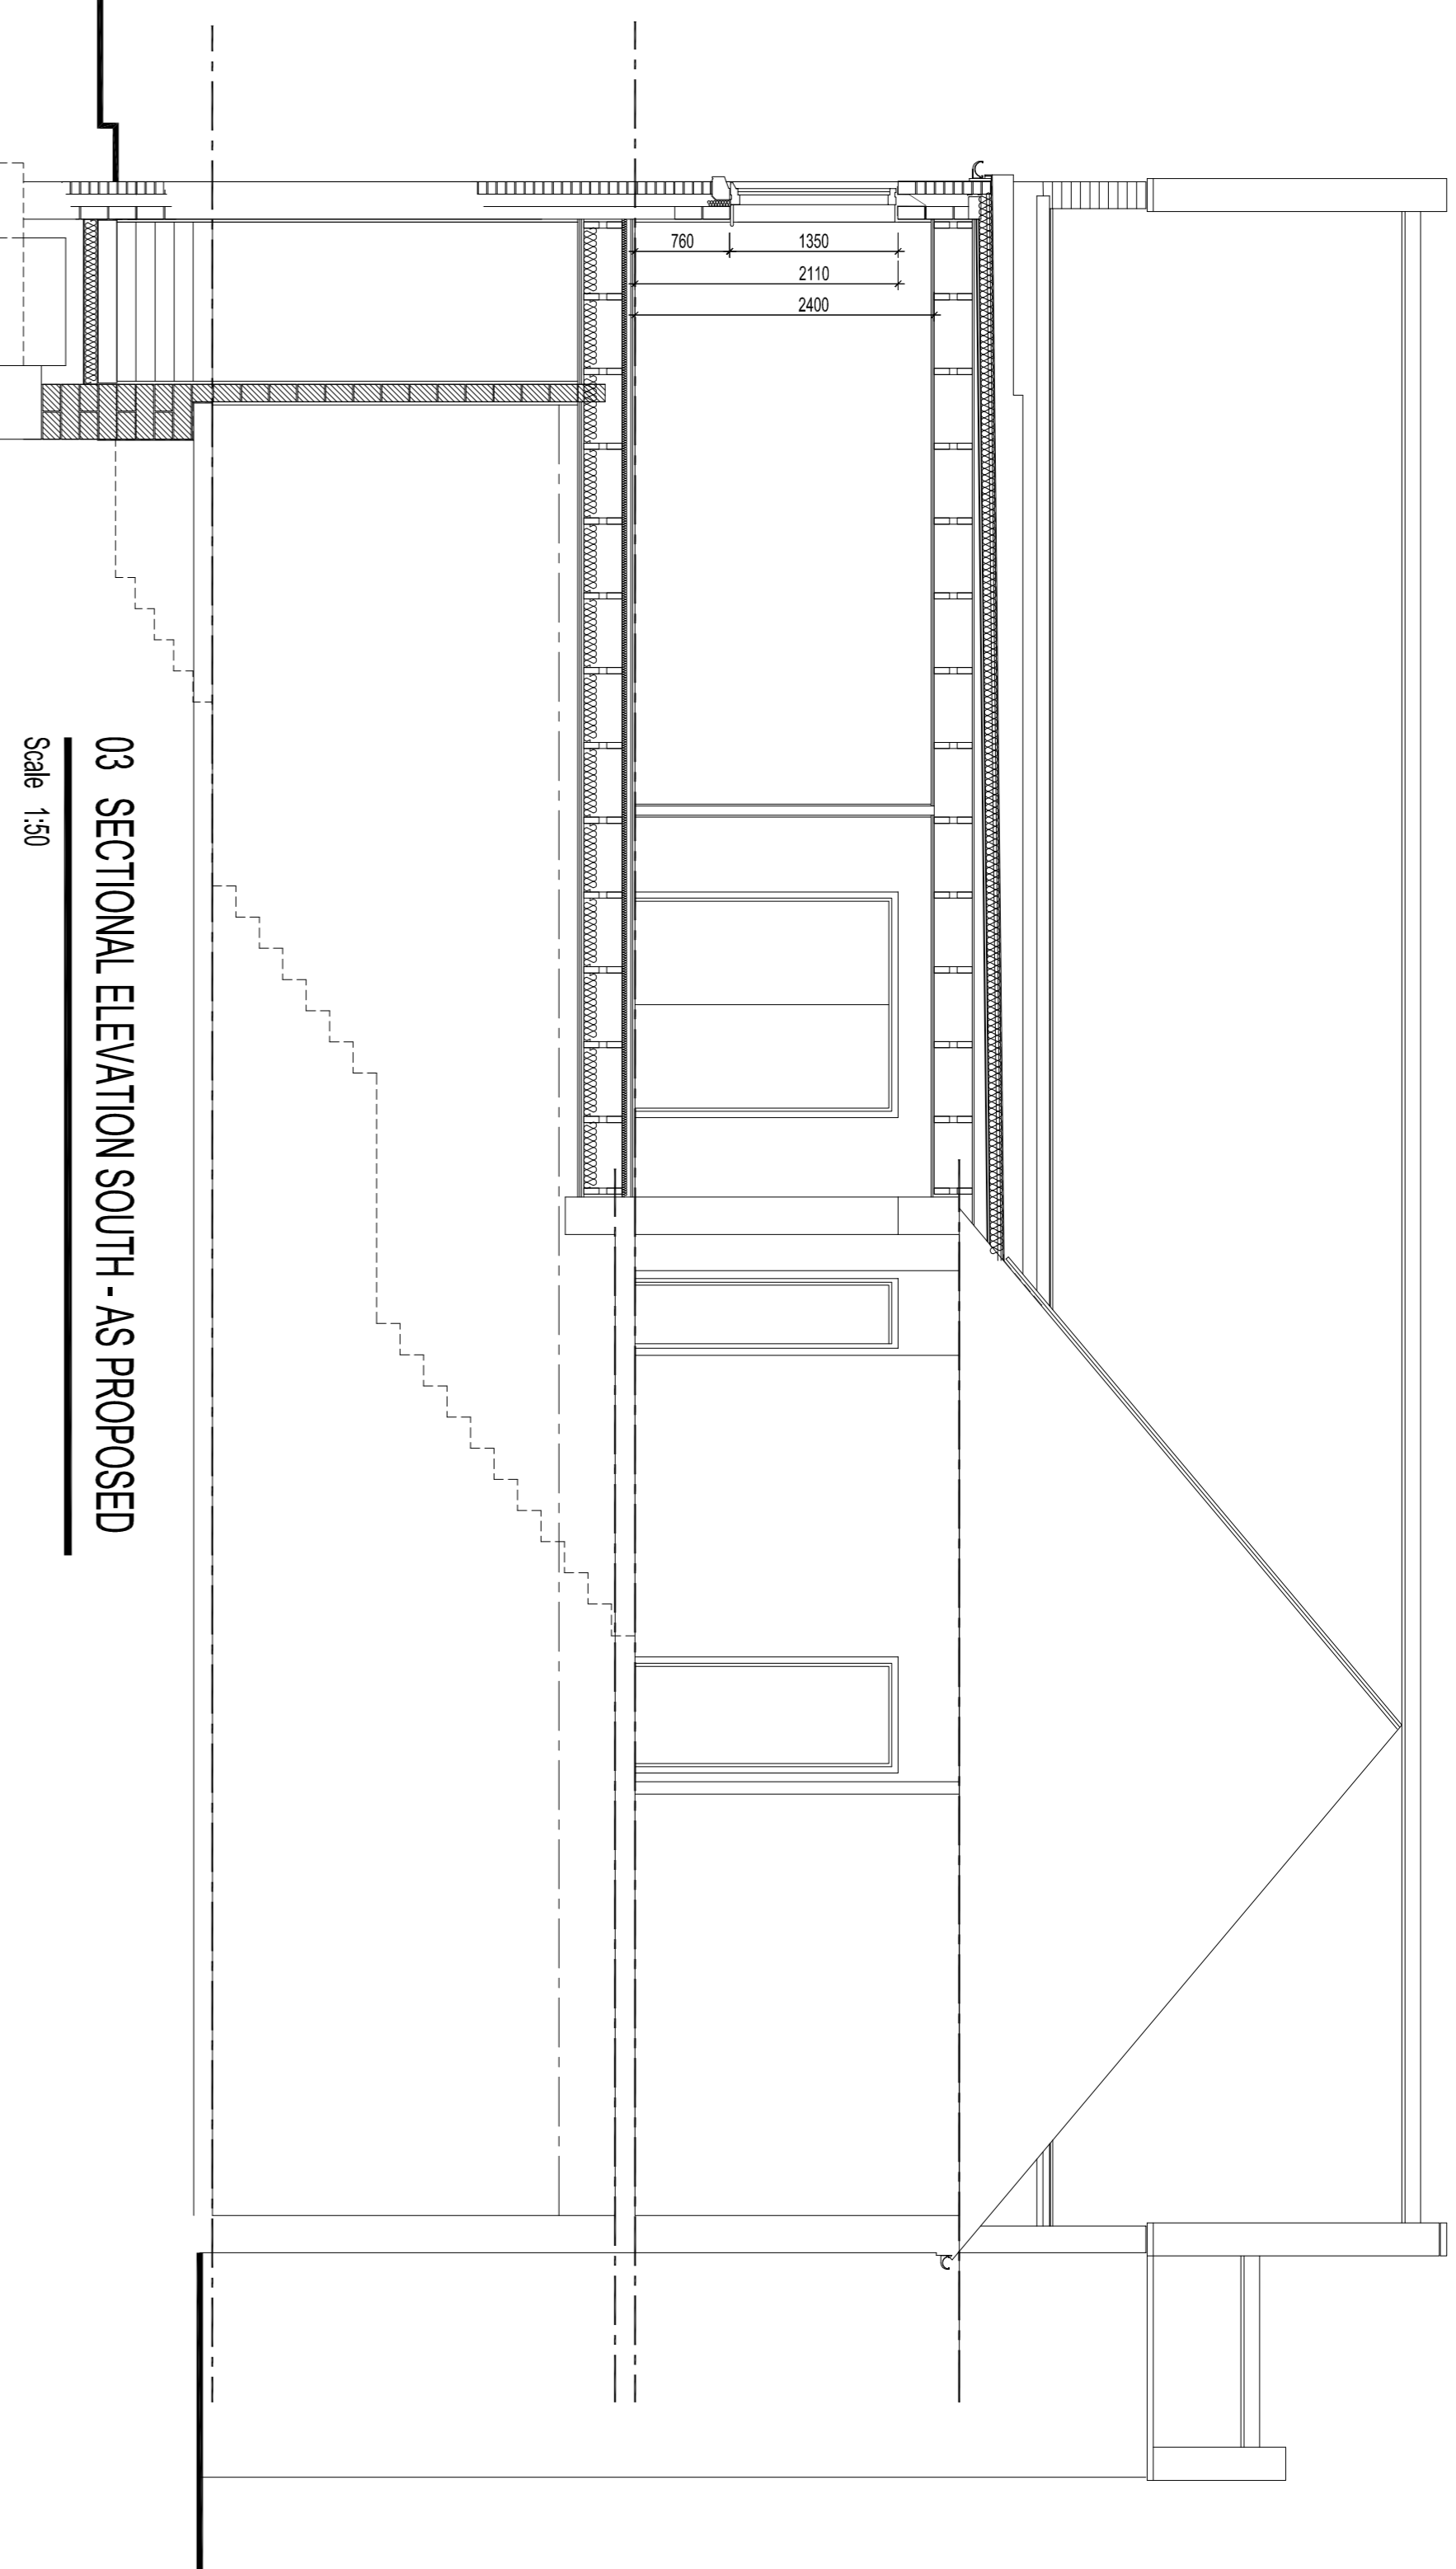 760
1350
2110
2400
03 SECTIONAL ELEVATION SOUTH - AS PROPOSED
Scale 1:50